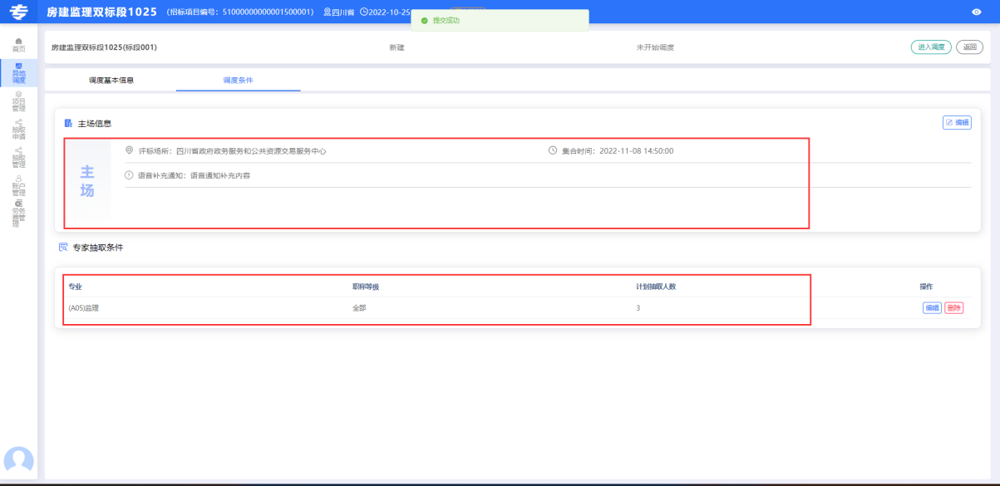 专 房建监理双标段1025 (招标项目编号：51000000000001500001) 四川省 2022-10-25
提交成功
首页
异地调度
项目管理
抽取申请
抽取管理
账户管理
劳务费管理
房建监理双标段1025(标段001) 新建 未开始调度 进入调度 返回
调度基本信息 调度条件
主场信息 编辑
主场
评标场所：四川省政府政务服务和公共资源交易服务中心 集合时间：2022-11-08 14:50:00
语音补充通知：语音通知补充内容
专家抽取条件
专业 职称等级 计划抽取人数 操作
(A05)监理 全部 3 编辑 删除